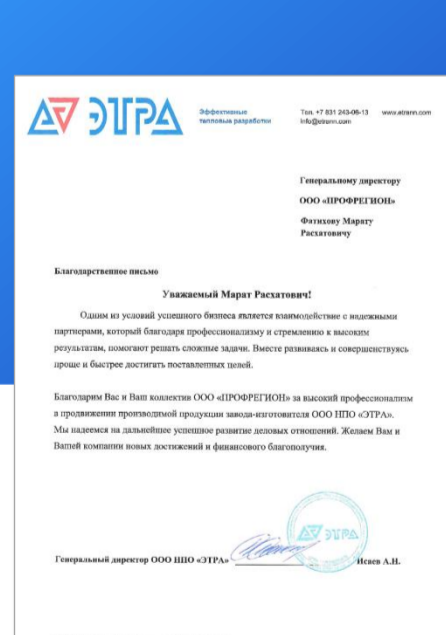 ЭТРА
Эффективные
тепловые разработки
Тел. +7 831 243-06-13 www.etrann.com
info@etrann.com
Генеральному директору
ООО «ПРОФРЕГИОН»
Фатихову Марату
Расхатовичу
Благодарственное письмо
Уважаемый Марат Расхатович!
Одним из условий успешного бизнеса является взаимодействие с надежными
партнерами, который благодаря профессионализму и стремлению к высоким
результатам, помогают решать сложные задачи. Вместе развиваясь и совершенствуясь
проще и быстрее достигать поставленных целей.
Благодарим Вас и Ваш коллектив ООО «ПРОФРЕГИОН» за высокий профессионализм
в продвижении производимой продукции завода-изготовителя ООО НПО «ЭТРА».
Мы надеемся на дальнейшее успешное развитие деловых отношений. Желаем Вам и
Вашей компании новых достижений и финансового благополучия.
ЭТРА
Генеральный директор ООО НПО «ЭТРА» Исаев А.Н.